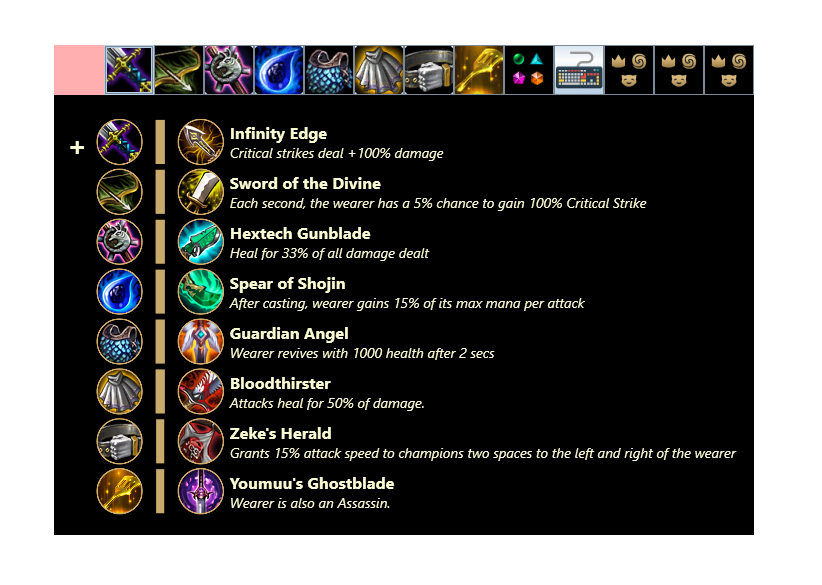 +
Infinity Edge
Critical strikes deal +100% damage
Sword of the Divine
Each second, the wearer has a 5% chance to gain 100% Critical Strike
Hextech Gunblade
Heal for 33% of all damage dealt
Spear of Shojin
After casting, wearer gains 15% of its max mana per attack
Guardian Angel
Wearer revives with 1000 health after 2 secs
Bloodthirster
Attacks heal for 50% of damage.
Zeke's Herald
Grants 15% attack speed to champions two spaces to the left and right of the wearer
Youmuu's Ghostblade
Wearer is also an Assassin.